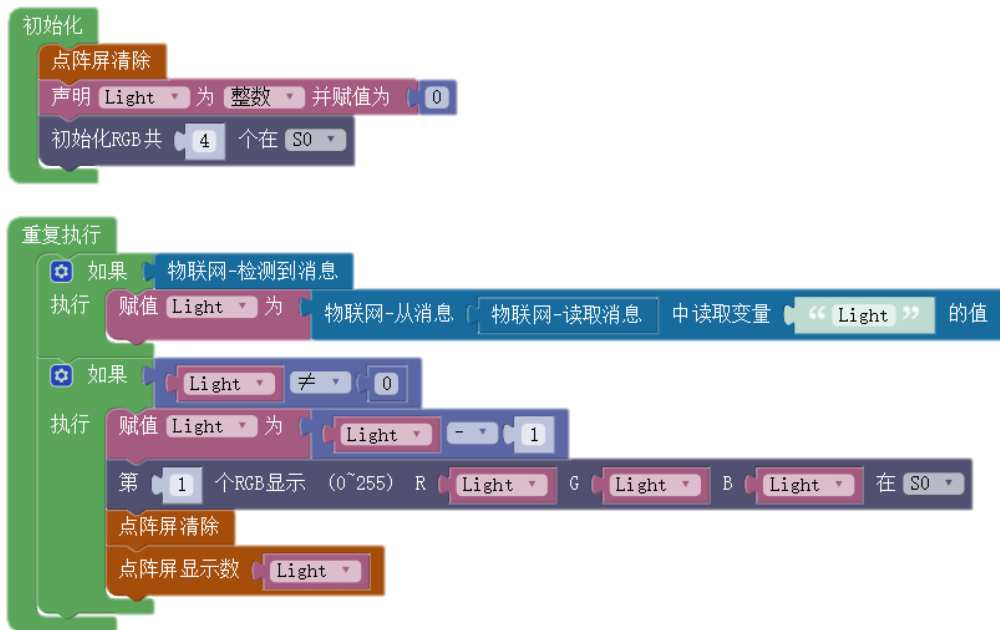 初始化
点阵屏清除
声明 Light 为 整数 并赋值为 0
初始化RGB共 4 个在 S0
重复执行
如果 物联网-检测到消息
执行 赋值 Light 为 物联网-从消息 物联网-读取消息 中读取变量 “ Light ” 的值
如果 Light ≠ 0
执行 赋值 Light 为 Light - 1
第 1 个RGB显示 (0~255) R Light G Light B Light 在 S0
点阵屏清除
点阵屏显示数 Light